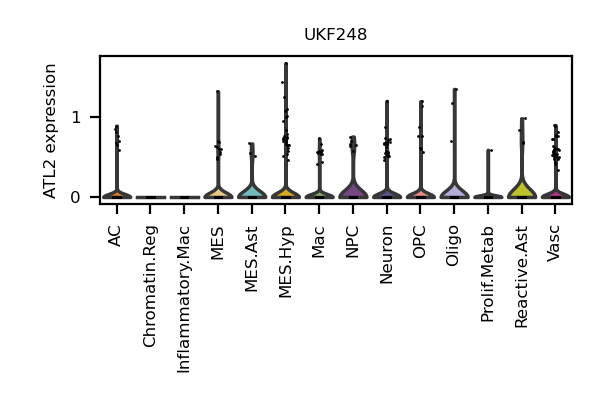 UKF248
ATL2 expression
1
0
AC
Chromatin.Reg
Inflammatory.Mac
MES
MES.Ast
MES.Hyp
Mac
NPC
Neuron
OPC
Oligo
Prolif.Metab
Reactive.Ast
Vasc